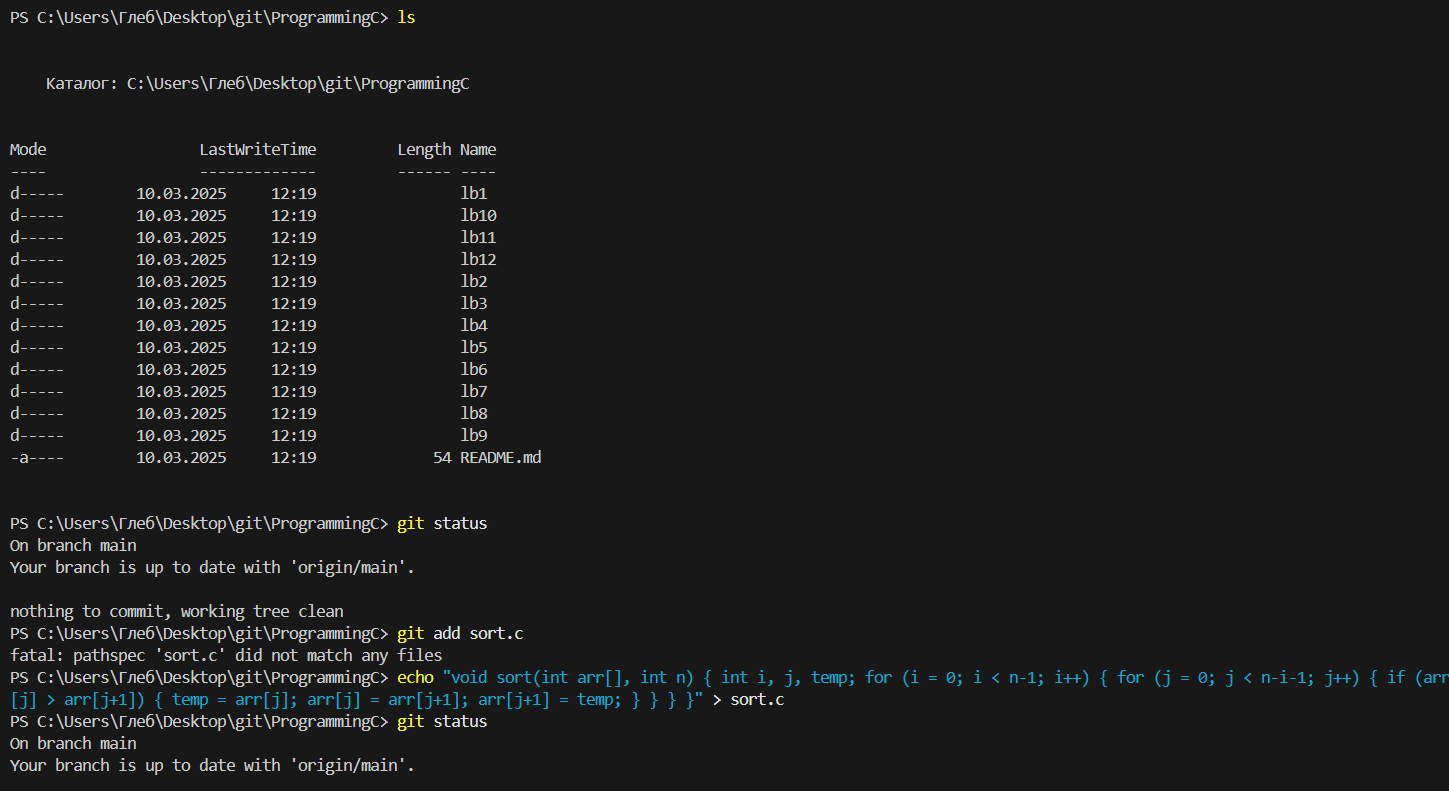 PS C:\Users\Глеб\Desktop\git\ProgrammingC> ls
Каталог: C:\Users\Глеб\Desktop\git\ProgrammingC
Mode LastWriteTime Length Name
---- ------------- ------ ----
d----- 10.03.2025 12:19 lb1
d----- 10.03.2025 12:19 lb10
d----- 10.03.2025 12:19 lb11
d----- 10.03.2025 12:19 lb12
d----- 10.03.2025 12:19 lb2
d----- 10.03.2025 12:19 lb3
d----- 10.03.2025 12:19 lb4
d----- 10.03.2025 12:19 lb5
d----- 10.03.2025 12:19 lb6
d----- 10.03.2025 12:19 lb7
d----- 10.03.2025 12:19 lb8
d----- 10.03.2025 12:19 lb9
-a---- 10.03.2025 12:19 54 README.md
PS C:\Users\Глеб\Desktop\git\ProgrammingC> git status
On branch main
Your branch is up to date with 'origin/main'.
nothing to commit, working tree clean
PS C:\Users\Глеб\Desktop\git\ProgrammingC> git add sort.c
fatal: pathspec 'sort.c' did not match any files
PS C:\Users\Глеб\Desktop\git\ProgrammingC> echo "void sort(int arr[], int n) { int i, j, temp; for (i = 0; i < n-1; i++) { for (j = 0; j < n-i-1; j++) { if (arr
[j] > arr[j+1]) { temp = arr[j]; arr[j] = arr[j+1]; arr[j+1] = temp; } } } }" > sort.c
PS C:\Users\Глеб\Desktop\git\ProgrammingC> git status
On branch main
Your branch is up to date with 'origin/main'.